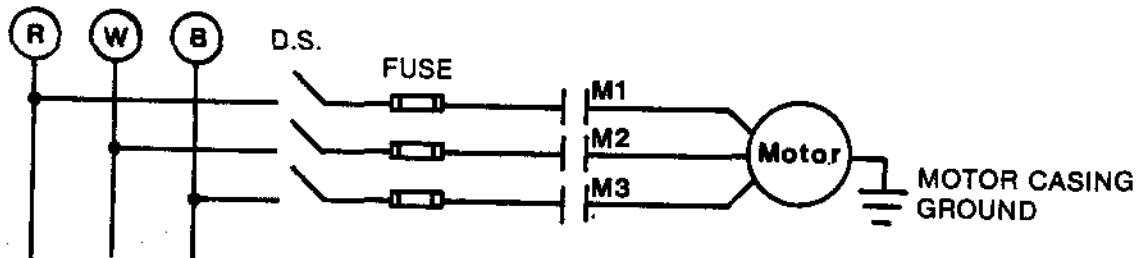 R W B
D.S.
FUSE
M1
M2
M3
Motor
MOTOR CASING
GROUND